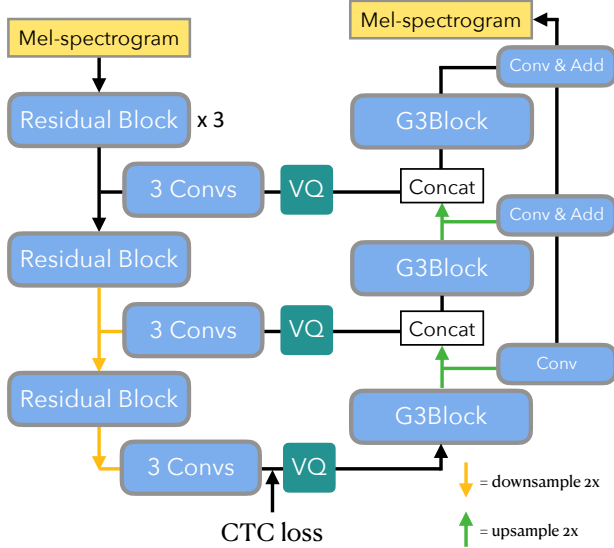 Mel-spectrogram
Mel-spectrogram
Conv & Add
Residual Block
x 3
G3Block
3 Convs
VQ
Concat
Conv & Add
Residual Block
G3Block
3 Convs
VQ
Concat
Conv
Residual Block
G3Block
3 Convs
VQ
= downsample 2x
CTC loss
= upsample 2x